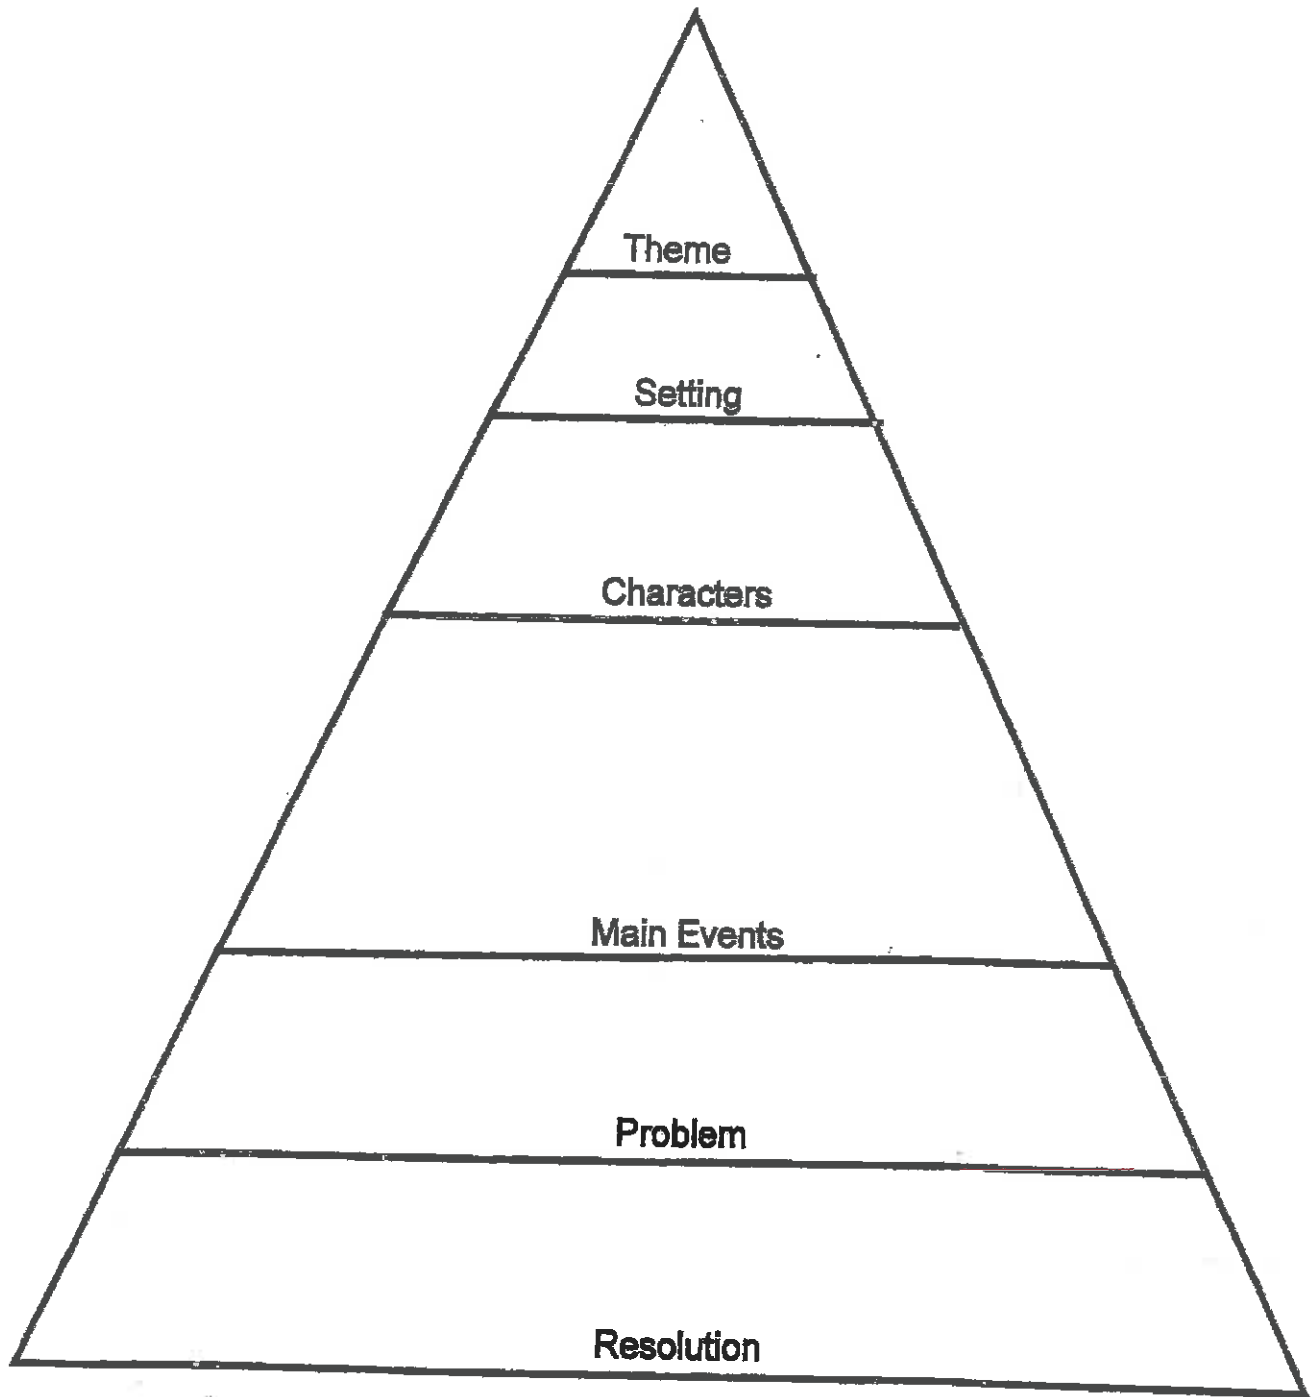 Theme
Setting
Characters
Main Events
Problem
Resolution